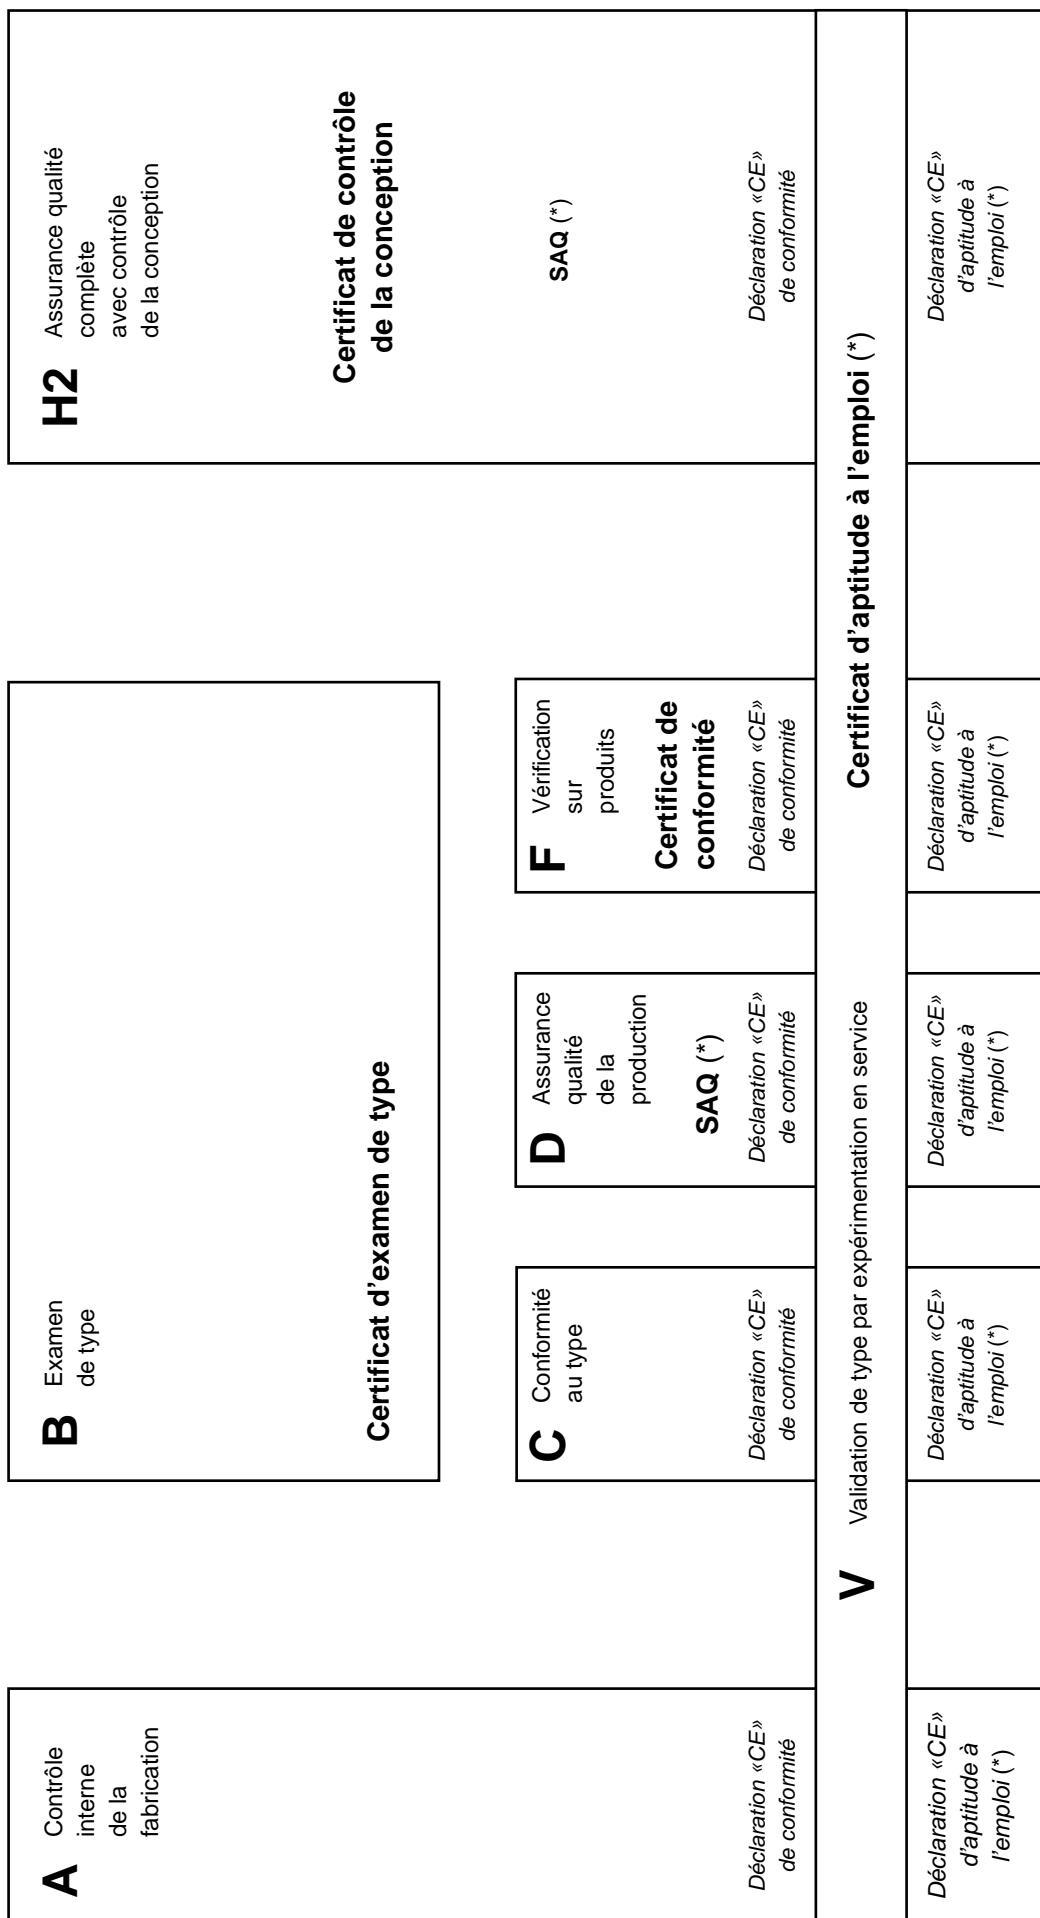 A
Contrôle
interne
de la
fabrication
Déclaration «CE»
de conformité
B
Examen
de type
Certificat d'examen de type
C
Conformité
au type
Déclaration «CE»
de conformité
D
Assurance
qualité
de la
production
SAQ (*)
Déclaration «CE»
de conformité
F
Vérification
sur
produits
Certificat de
conformité
Déclaration «CE»
de conformité
H2
Assurance qualité
complète
avec contrôle
de la conception
Certificat de contrôle
de la conception
SAQ (*)
Déclaration «CE»
de conformité
V
Validation de type par expérimentation en service
Certificat d'aptitude à l'emploi (*)
Déclaration «CE»
d'aptitude à
l'emploi (*)
Déclaration «CE»
d'aptitude à
l'emploi (*)
Déclaration «CE»
d'aptitude à
l'emploi (*)
Déclaration «CE»
d'aptitude à
l'emploi (*)
Déclaration «CE»
d'aptitude à
l'emploi (*)